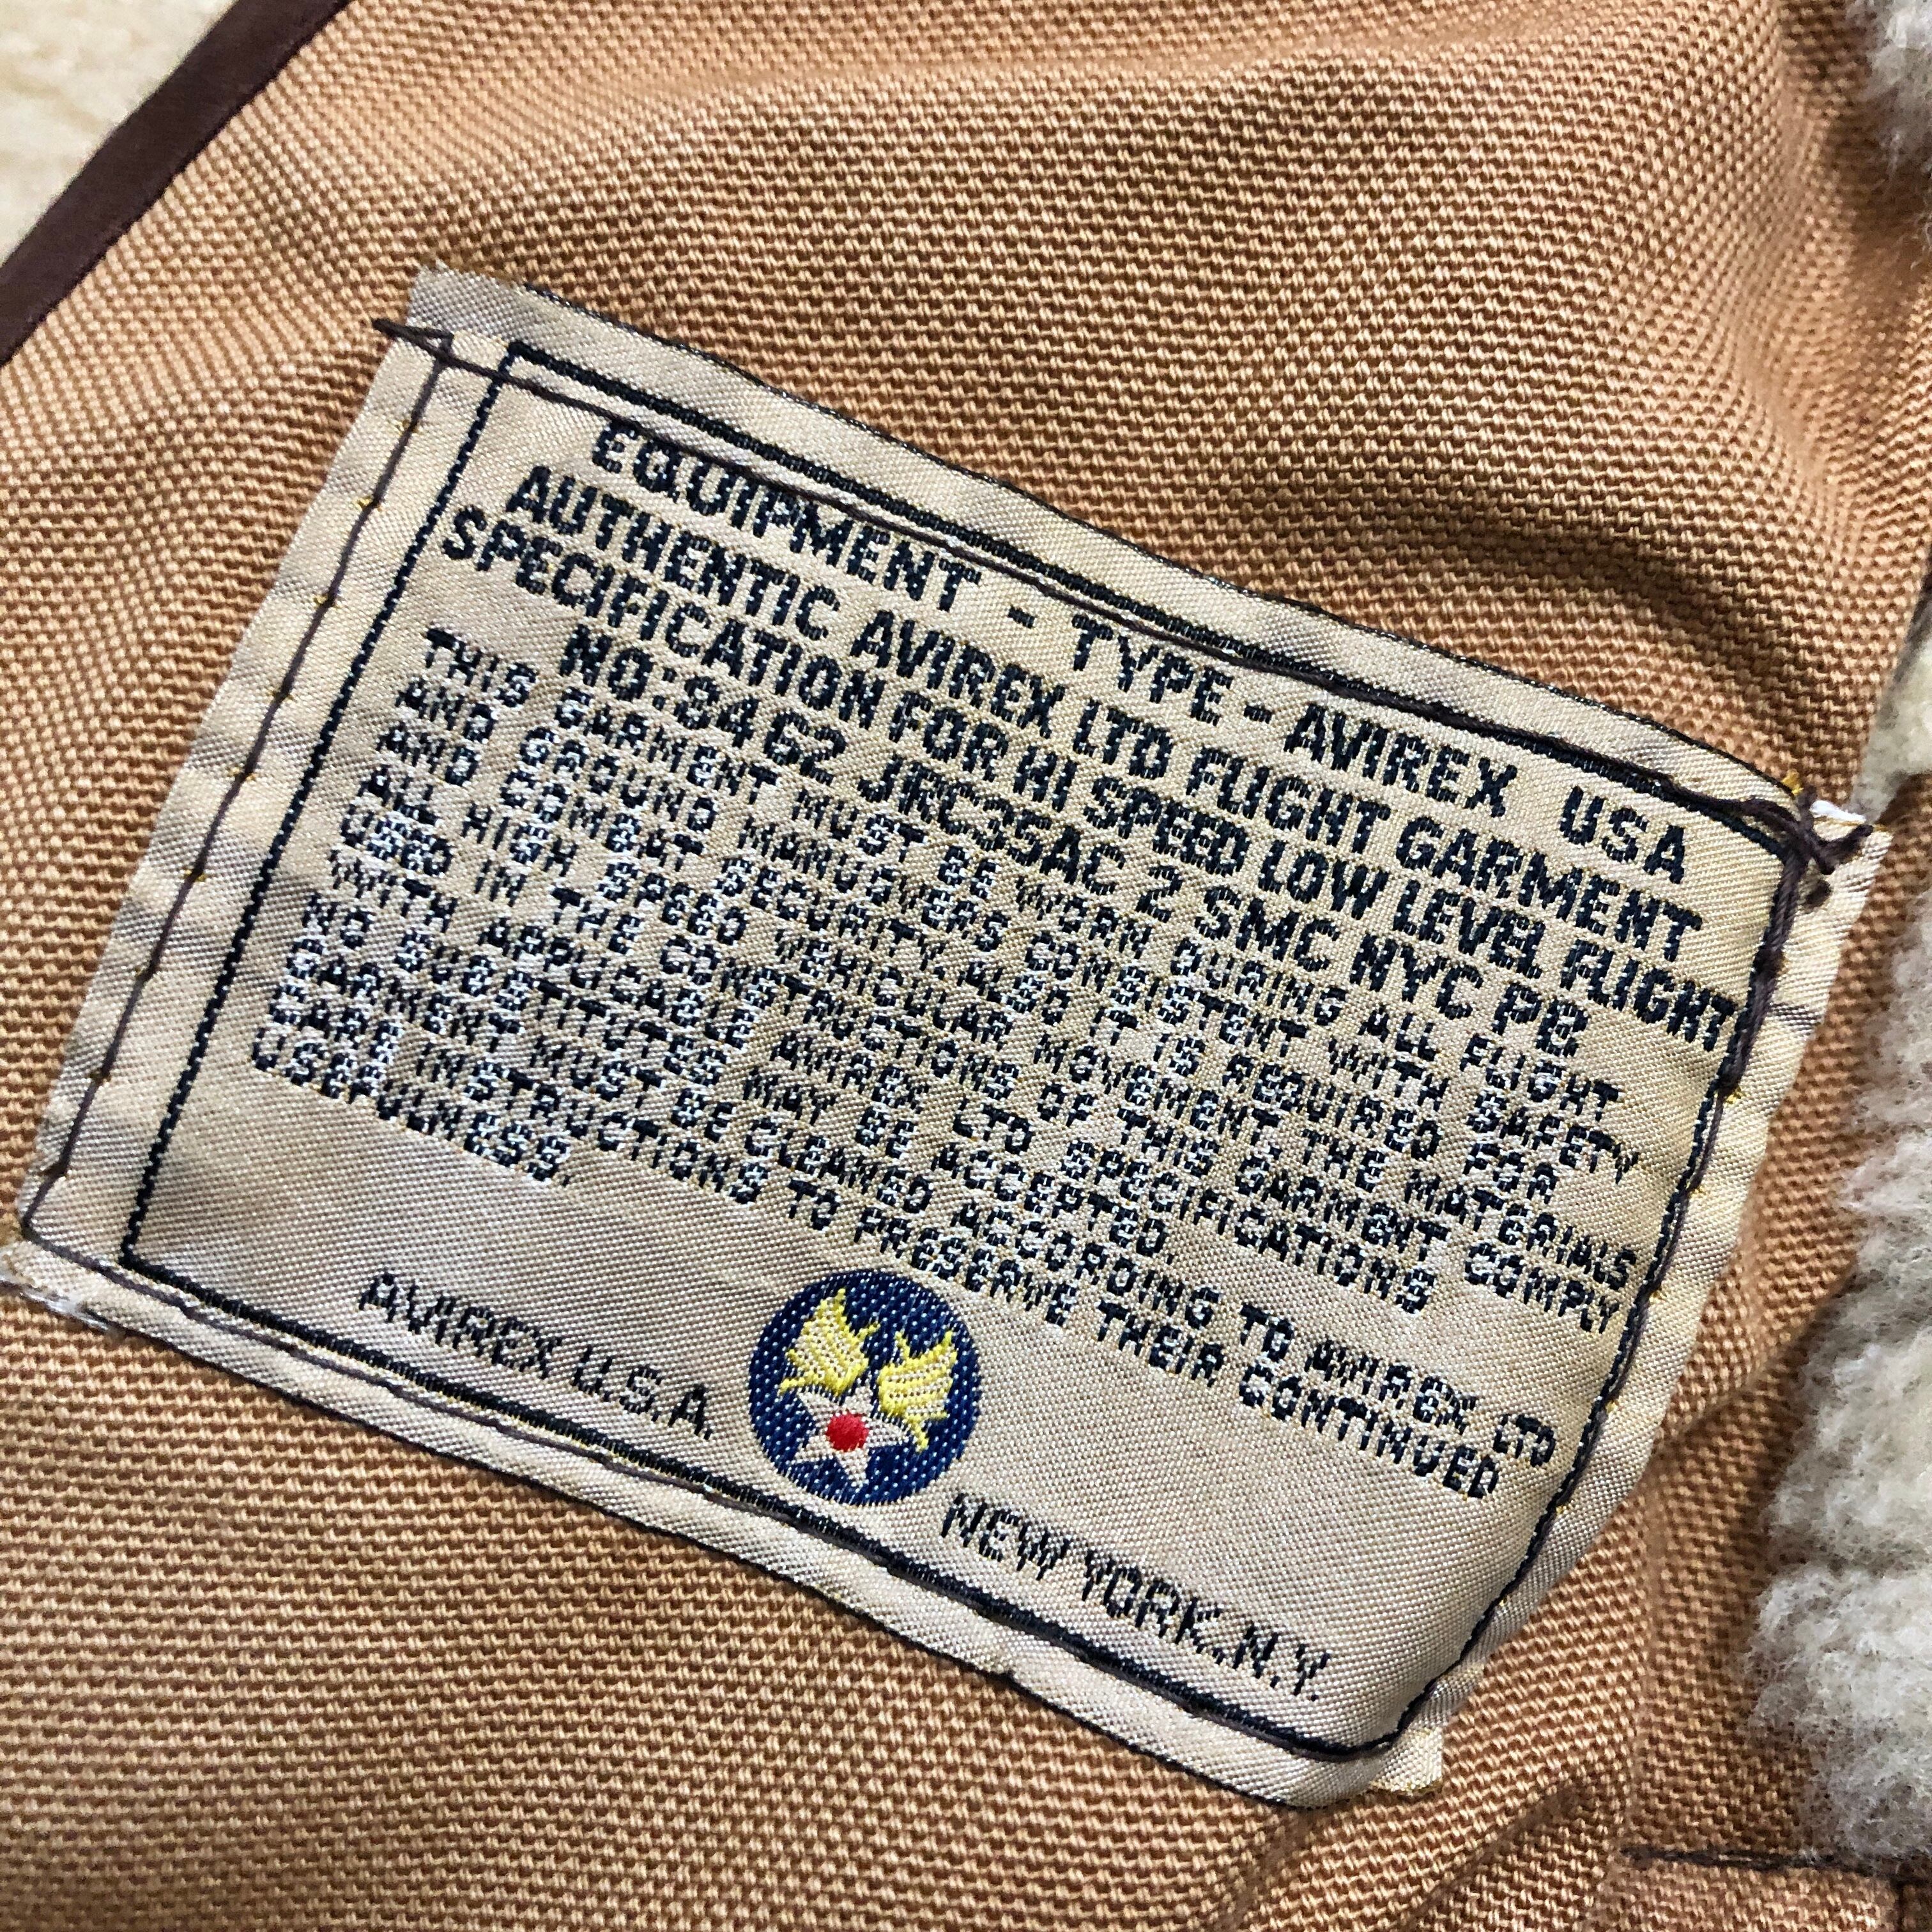 EQUIPMENT - TYPE - AVIREX USA
AUTHENTIC AVIREX LTD FLIGHT GARMENT
SPECIFICATION FOR HI SPEED LOW LEVEL FLIGHT
NO:84G2 JRC35AC 2 SMC NYC PB
THIS GARMENT MUST BE WORN DURING ALL FLIGHT
AND GROUND MANUOVERS CONSISTENT WITH SAFETY
AND COMBAT SECURITY. ALSO IT IS REQUIRED FOR
ALL HIGH SPEED VEHICULAR MOVEMENT. THE MATERIALS
USED IN THE CONSTRUCTIONS OF THIS GARMENT COMPLY
WITH APPLICABLE AVIREX LTD SPECIFICATIONS
NO SUBSTITUTES MAY BE ACCEPTED.
GARMENT MUST BE CLEANED ACCORDING TO AVIREX LTD
CARE INSTRUCTIONS TO PRESERVE THEIR CONTINUED
USEFULNESS.
AVIREX U.S.A. NEW YORK.N.Y.